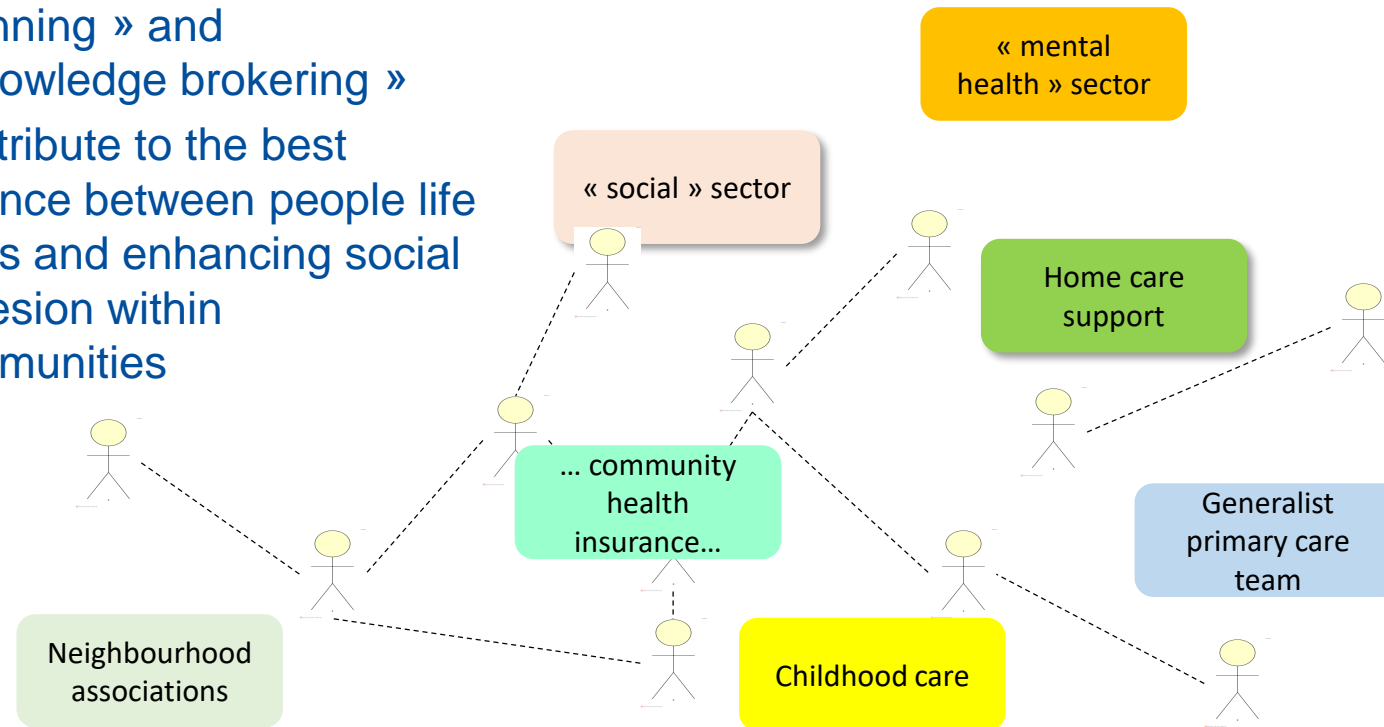 nning » and
owledge brokering »
tribute to the best
nce between people life
s and enhancing social
esion within
munities
« mental
health » sector
« social » sector
Home care
support
… community
health
insurance…
Generalist
primary care
team
Neighbourhood
associations
Childhood care